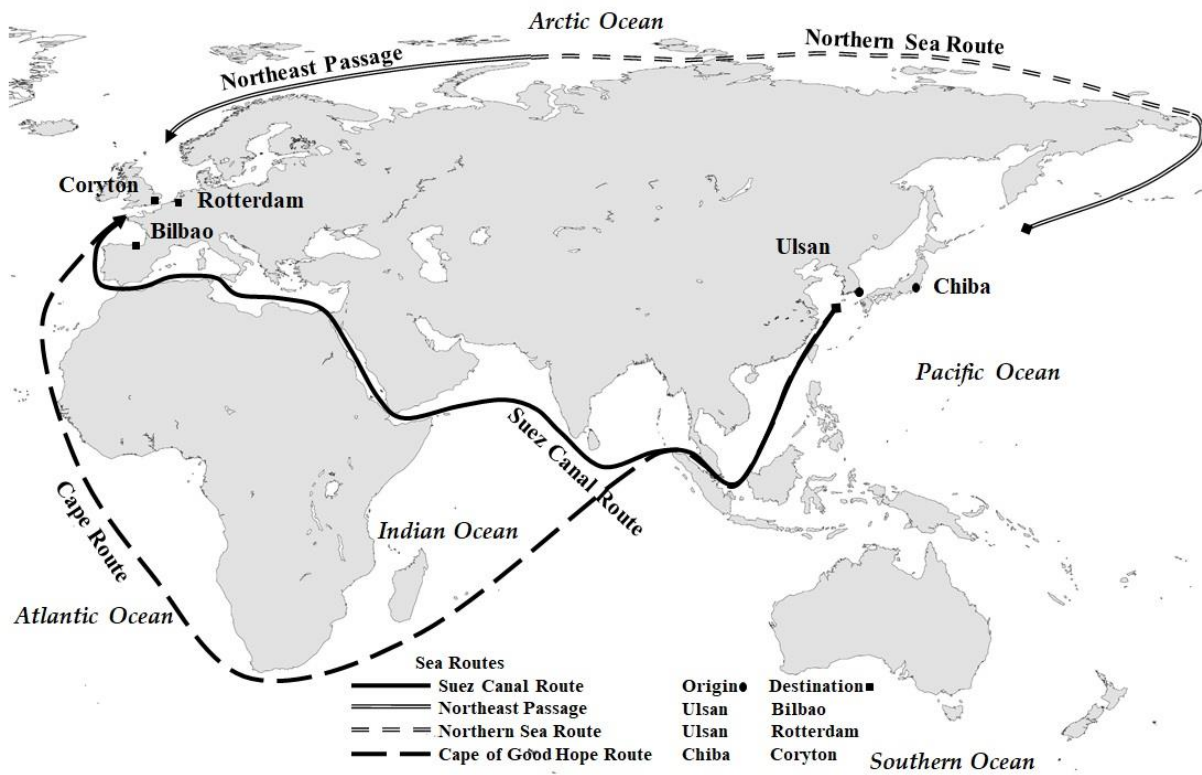 Arctic Ocean
Northern Sea Route
Northeast Passage
Coryton
Rotterdam
Bilbao
Ulsan
Chiba
Pacific Ocean
Suez Canal Route
Indian Ocean
Cape Route
Atlantic Ocean
Sea Routes
Suez Canal Route Origin Destination
Northeast Passage Ulsan Bilbao
Northern Sea Route Ulsan Rotterdam
Cape of Good Hope Route Chiba Coryton
Southern Ocean